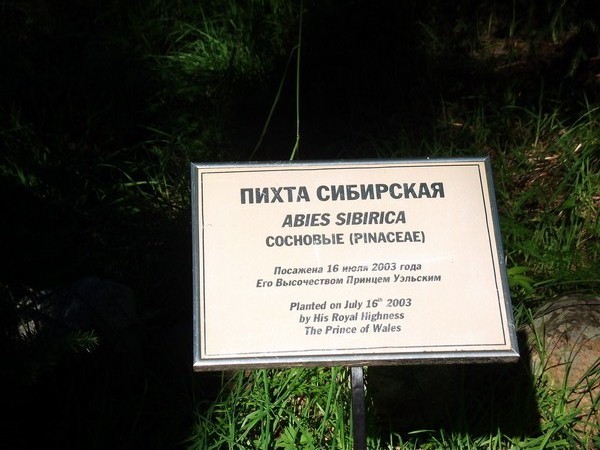 ПИХТА СИБИРСКАЯ
ABIES SIBIRICA
СОСНОВЫЕ (PINACEAE)
Посажена 16 июля 2003 года
Его Высочеством Принцем Уэльским
Planted on July 16th 2003
by His Royal Highness
The Prince of Wales